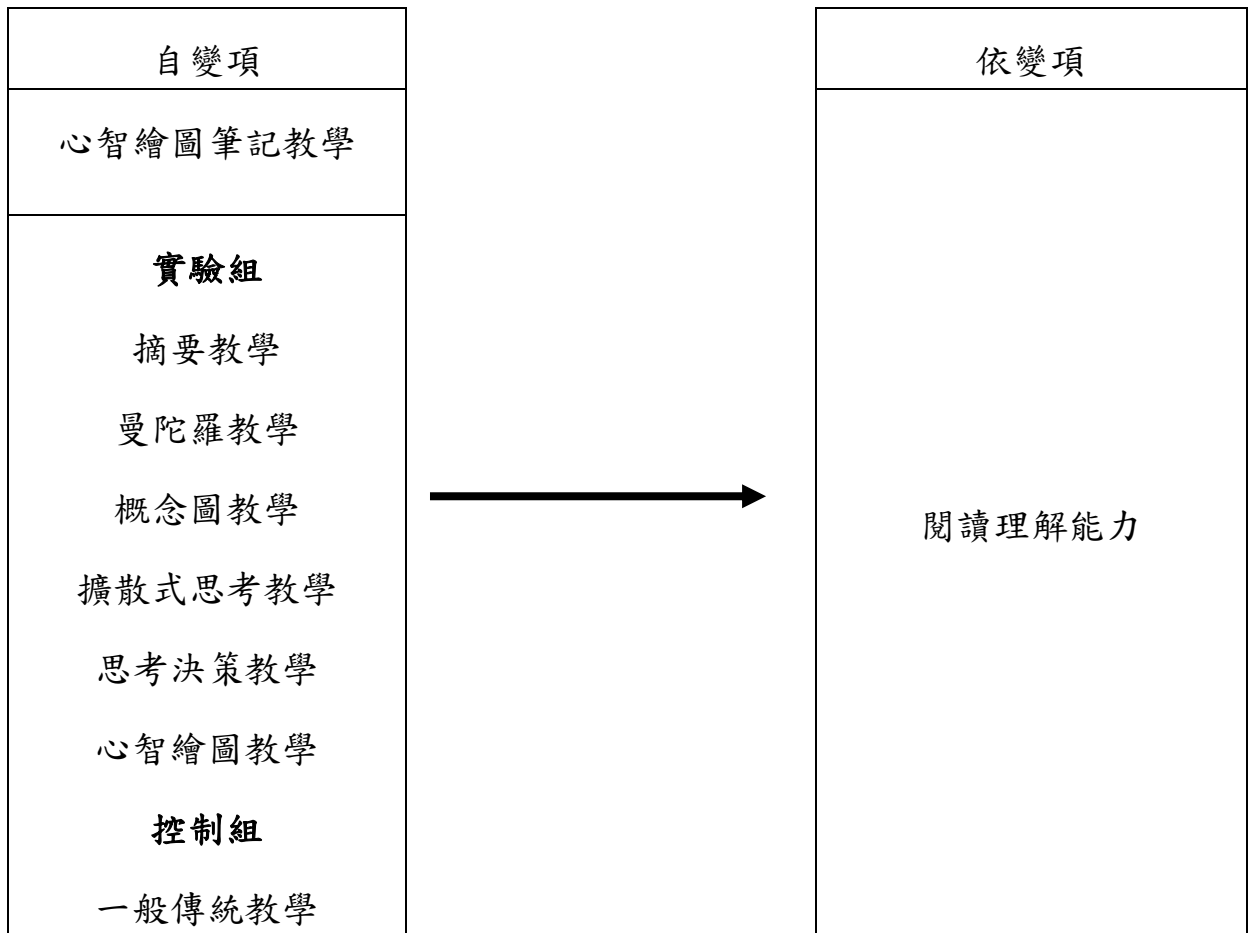 自變項
心智繪圖筆記教學
實驗組
摘要教學
曼陀羅教學
概念圖教學
擴散式思考教學
思考決策教學
心智繪圖教學
控制組
一般傳統教學
依變項
閱讀理解能力